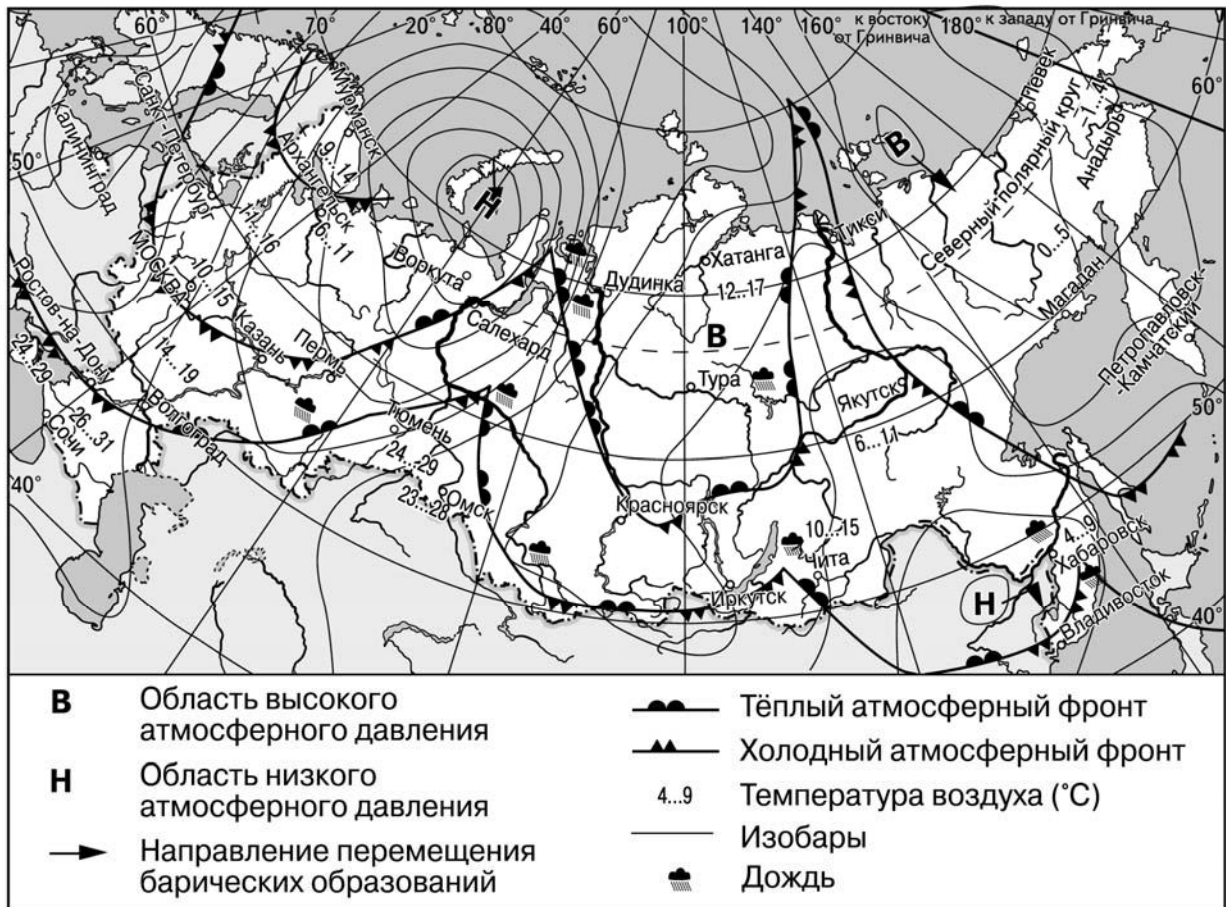 60°
70°
20°
80°
40°
60°
100°
140°
160°
к востоку
от Гринвича
180°
к западу от Гринвича
60°
50°
40°
50°
40°
Калининград
Санкт-Петербург
Мурманск
Архангельск
9...14
6...11
11...16
МОСКВА
10...15
Воркута
Н
Ростов-на-Дону
24...29
Казань
14...19
Пермь
Салехард
26...31
Сочи
Волгоград
Тюмень
24...29
23...28
Омск
Дудинка
Хатанга
12...17
В
Тура
Тикси
Якутск
6...11
Красноярск
10...15
Чита
Иркутск
В
Певек
Северный полярный круг
1...4
Анадырь
0...5
Магадан
Петропавловск-
-Камчатский
4...9
Хабаровск
Н
Владивосток
В Область высокого
атмосферного давления
Н Область низкого
атмосферного давления
Направление перемещения
барических образований
Тёплый атмосферный фронт
Холодный атмосферный фронт
4...9 Температура воздуха (°С)
Изобары
Дождь